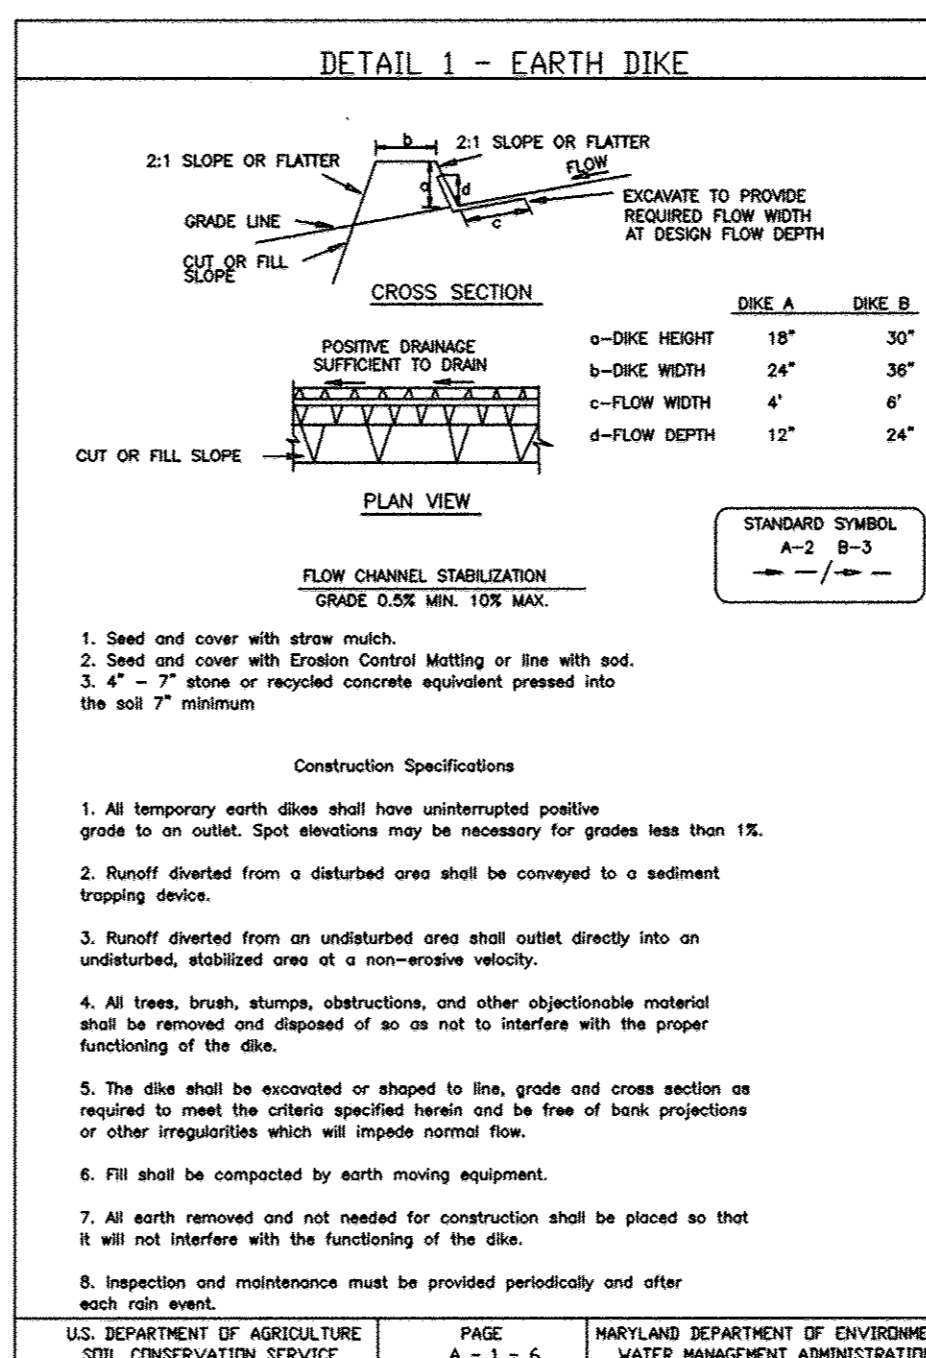 DETAIL 1 - EARTH DIKE
b
2:1 SLOPE OR FLATTER
2:1 SLOPE OR FLATTER
FLOW
a
d
EXCAVATE TO PROVIDE
REQUIRED FLOW WIDTH
AT DESIGN FLOW DEPTH
GRADE LINE
c
CUT OR FILL
SLOPE
CROSS SECTION
DIKE A DIKE B
a-DIKE HEIGHT 18" 30"
b-DIKE WIDTH 24" 36"
c-FLOW WIDTH 4' 6'
d-FLOW DEPTH 12" 24"
POSITIVE DRAINAGE
SUFFICIENT TO DRAIN
CUT OR FILL SLOPE
PLAN VIEW
STANDARD SYMBOL
A-2 B-3
FLOW CHANNEL STABILIZATION
GRADE 0.5% MIN. 10% MAX.
1. Seed and cover with straw mulch.
2. Seed and cover with Erosion Control Matting or line with sod.
3. 4" - 7" stone or recycled concrete equivalent pressed into
the soil 7" minimum
Construction Specifications
1. All temporary earth dikes shall have uninterrupted positive
grade to an outlet. Spot elevations may be necessary for grades less than 1%.
2. Runoff diverted from a disturbed area shall be conveyed to a sediment
trapping device.
3. Runoff diverted from an undisturbed area shall outlet directly into an
undisturbed, stabilized area at a non-erosive velocity.
4. All trees, brush, stumps, obstructions, and other objectionable material
shall be removed and disposed of so as not to interfere with the proper
functioning of the dike.
5. The dike shall be excavated or shaped to line, grade and cross section as
required to meet the criteria specified herein and be free of bank projections
or other irregularities which will impede normal flow.
6. Fill shall be compacted by earth moving equipment.
7. All earth removed and not needed for construction shall be placed so that
it will not interfere with the functioning of the dike.
8. Inspection and maintenance must be provided periodically and after
each rain event.
U.S. DEPARTMENT OF AGRICULTURE
SOIL CONSERVATION SERVICE
PAGE
A - 1 - 6
MARYLAND DEPARTMENT OF ENVIRONME
WATER MANAGEMENT ADMINISTRATION